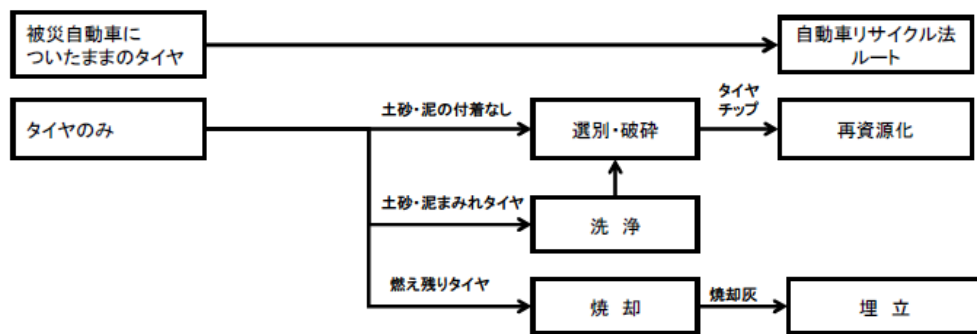 被災自動車に
ついたままのタイヤ
自動車リサイクル法
ルート
タイヤのみ
土砂・泥の付着なし
選別・破砕
タイヤ
チップ
再資源化
土砂・泥まみれタイヤ
洗 浄
燃え残りタイヤ
焼 却
焼却灰
埋 立